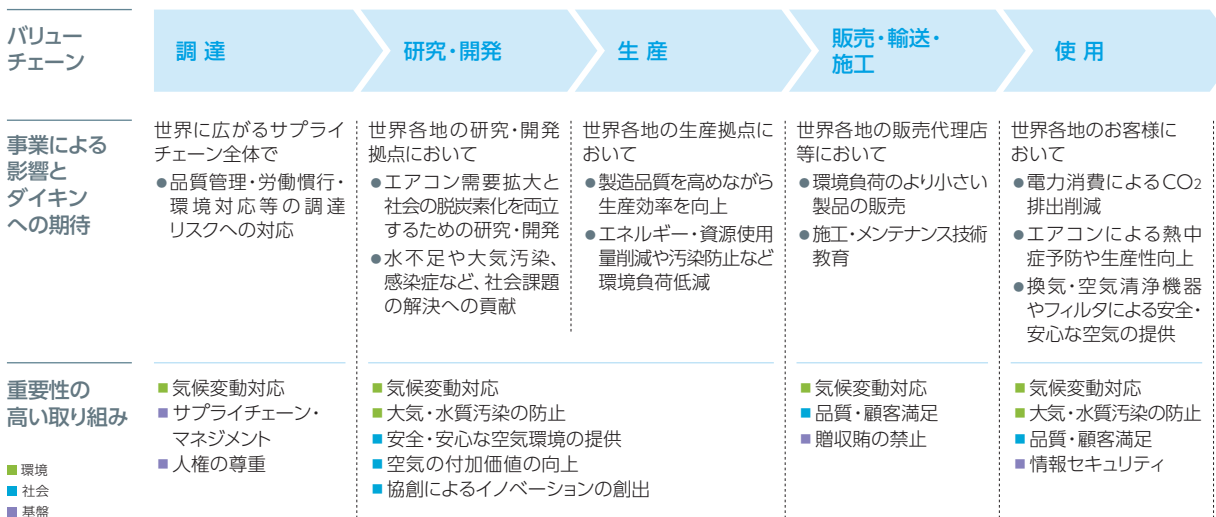 バリュー
チェーン
調 達
研究・開発
生 産
販売・輸送・
施工
使 用
事業による
影響と
ダイキン
への期待
世界に広がるサプライ
チェーン全体で
●品質管理・労働慣行・
環境対応等の調達
リスクへの対応
世界各地の研究・開発
拠点において
●エアコン需要拡大と
社会の脱炭素化を両立
するための研究・開発
●水不足や大気汚染、
感染症など、社会課題
の解決への貢献
世界各地の生産拠点に
おいて
●製造品質を高めながら
生産効率を向上
●エネルギー・資源使用
量削減や汚染防止など
環境負荷低減
世界各地の販売代理店
等において
●環境負荷のより小さい
製品の販売
●施工・メンテナンス技術
教育
世界各地のお客様に
おいて
●電力消費によるCO2
排出削減
●エアコンによる熱中
症予防や生産性向上
●換気・空気清浄機器
やフィルタによる安全・
安心な空気の提供
重要性の
高い取り組み
■環境
■社会
■基盤
■気候変動対応
■サプライチェーン・
マネジメント
■人権の尊重
■気候変動対応
■大気・水質汚染の防止
■安全・安心な空気環境の提供
■空気の付加価値の向上
■協創によるイノベーションの創出
■気候変動対応
■品質・顧客満足
■贈収賄の禁止
■気候変動対応
■大気・水質汚染の防止
■品質・顧客満足
■情報セキュリティ